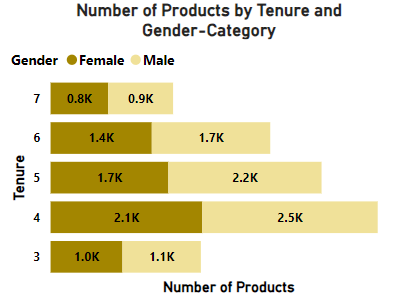 Number of Products by Tenure and
Gender-Category
Gender Female Male
7 0.8K 0.9K
6 1.4K 1.7K
5 1.7K 2.2K
4 2.1K 2.5K
3 1.0K 1.1K
Tenure
Number of Products